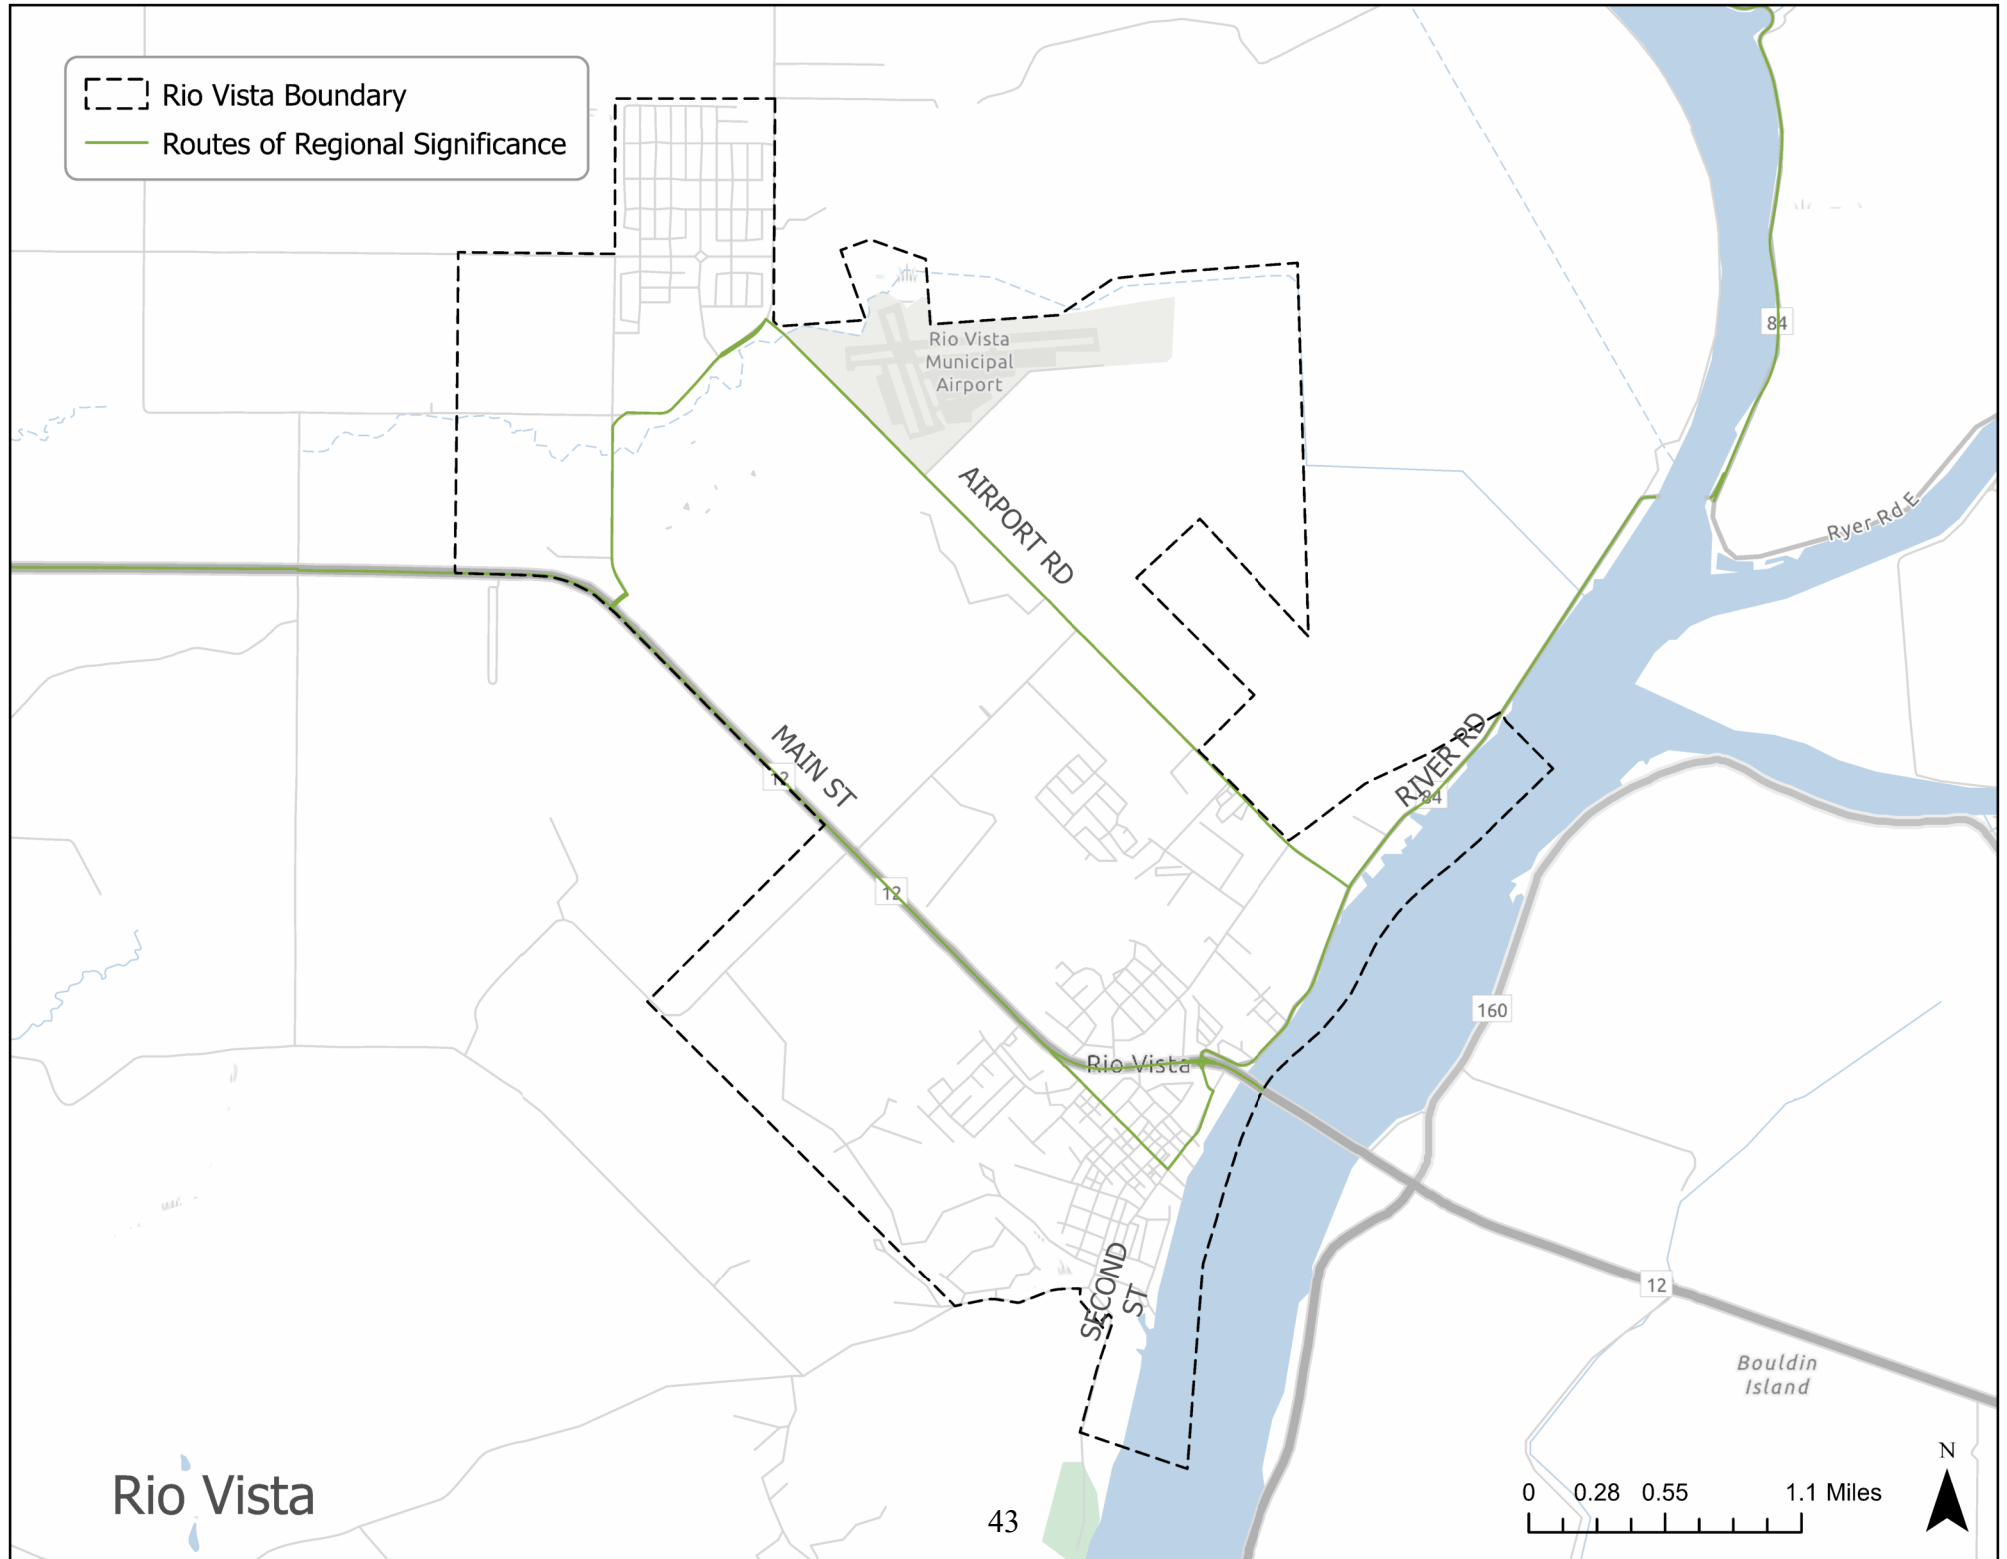 Rio Vista Boundary
Routes of Regional Significance
84
Rio Vista
Municipal
Airport
AIRPORT RD
Ryer Rd E
MAIN ST
12
RIVER RD
84
12
160
Rio Vista
SECOND
ST
12
Bouldin
Island
Rio Vista
43
N
0 0.28 0.55 1.1 Miles